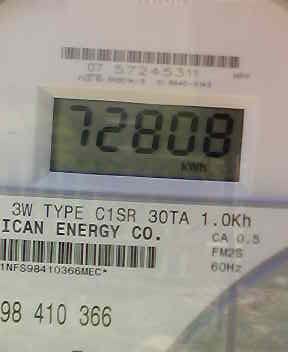 07 57245311
72808
kWh
3W TYPE C1SR 30TA 1.0Kh
ICAN ENERGY CO.
CA 0.5
FM2S
60Hz
1NFS98410366MEC*
98 410 366